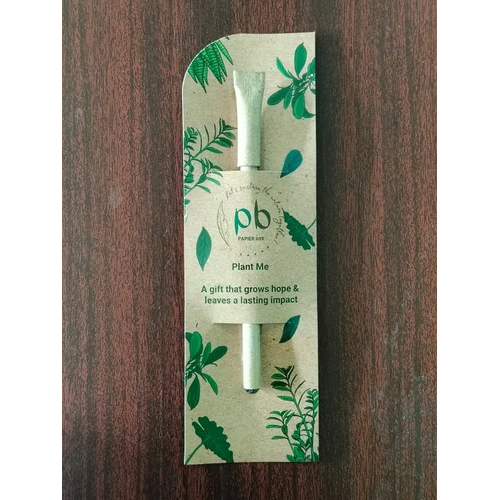 pb
PAPIER BOX
Plant Me
A gift that grows hope &
leaves a lasting impact